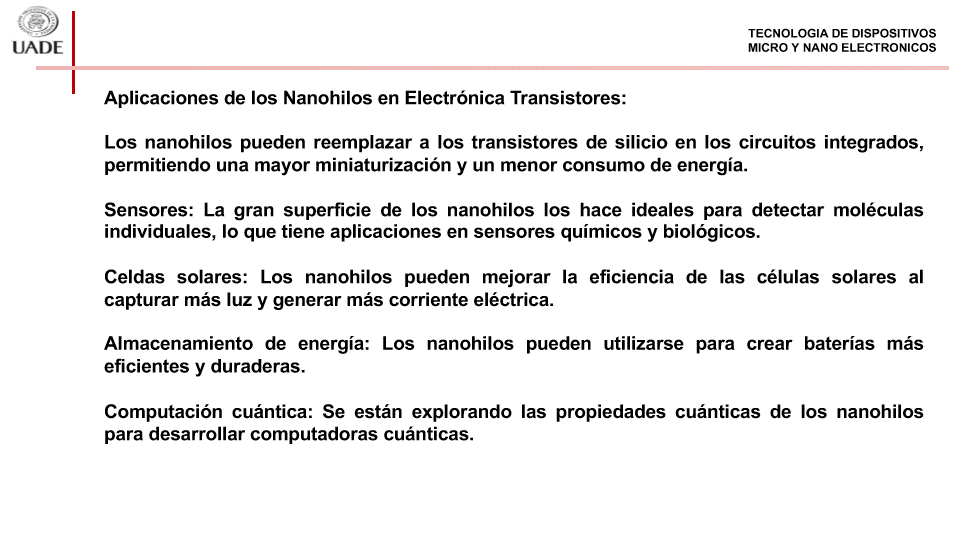 UADE
TECNOLOGIA DE DISPOSITIVOS
MICRO Y NANO ELECTRONICOS
Aplicaciones de los Nanohilos en Electrónica Transistores:
Los nanohilos pueden reemplazar a los transistores de silicio en los circuitos integrados,
permitiendo una mayor miniaturización y un menor consumo de energía.
Sensores: La gran superficie de los nanohilos los hace ideales para detectar moléculas
individuales, lo que tiene aplicaciones en sensores químicos y biológicos.
Celdas solares: Los nanohilos pueden mejorar la eficiencia de las células solares al
capturar más luz y generar más corriente eléctrica.
Almacenamiento de energía: Los nanohilos pueden utilizarse para crear baterías más
eficientes y duraderas.
Computación cuántica: Se están explorando las propiedades cuánticas de los nanohilos
para desarrollar computadoras cuánticas.